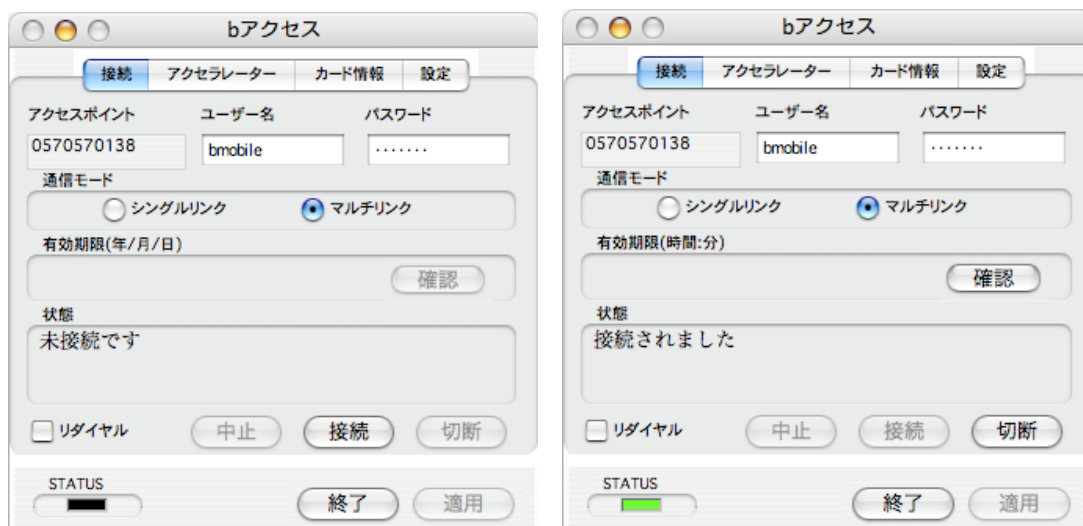 bアクセス
接続 アクセラレーター カード情報 設定
アクセスポイント ユーザー名 パスワード
0570570138 bmobile ·······
通信モード
シングルリンク マルチリンク
有効期限(年/月/日)
確認
状態
未接続です
リダイヤル 中止 接続 切断
STATUS
終了 適用
bアクセス
接続 アクセラレーター カード情報 設定
アクセスポイント ユーザー名 パスワード
0570570138 bmobile ·······
通信モード
シングルリンク マルチリンク
有効期限(時間:分)
確認
状態
接続されました
リダイヤル 中止 接続 切断
STATUS
終了 適用